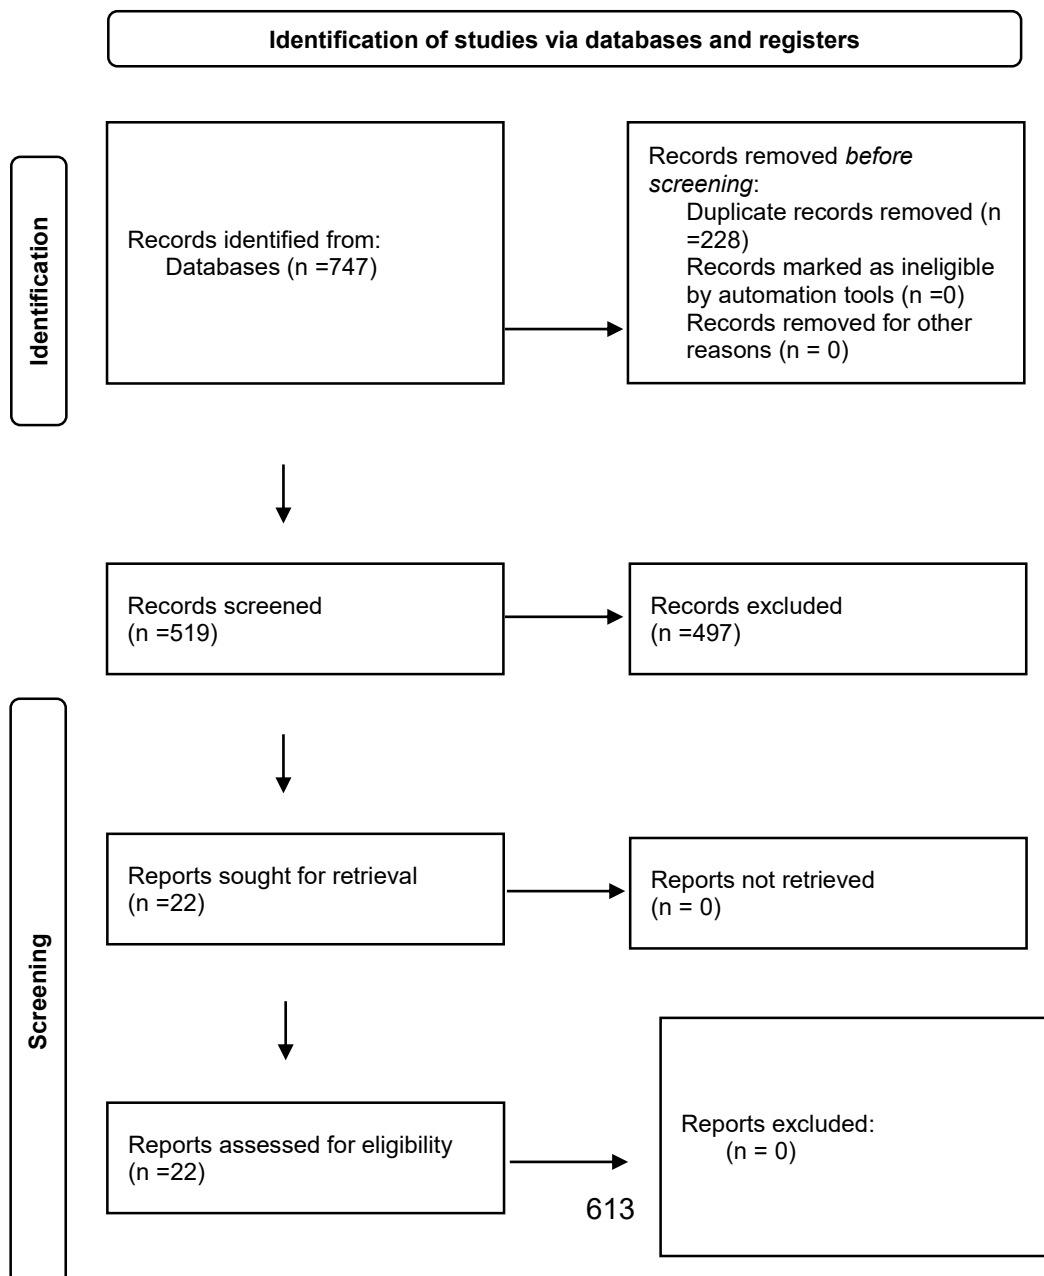 Identification of studies via databases and registers
Identification
Records identified from:
Databases (n =747)
Records removed before
screening:
Duplicate records removed (n
=228)
Records marked as ineligible
by automation tools (n =0)
Records removed for other
reasons (n = 0)
Records screened
(n =519)
Records excluded
(n =497)
Screening
Reports sought for retrieval
(n =22)
Reports not retrieved
(n = 0)
Reports assessed for eligibility
(n =22)
Reports excluded:
(n = 0)
613